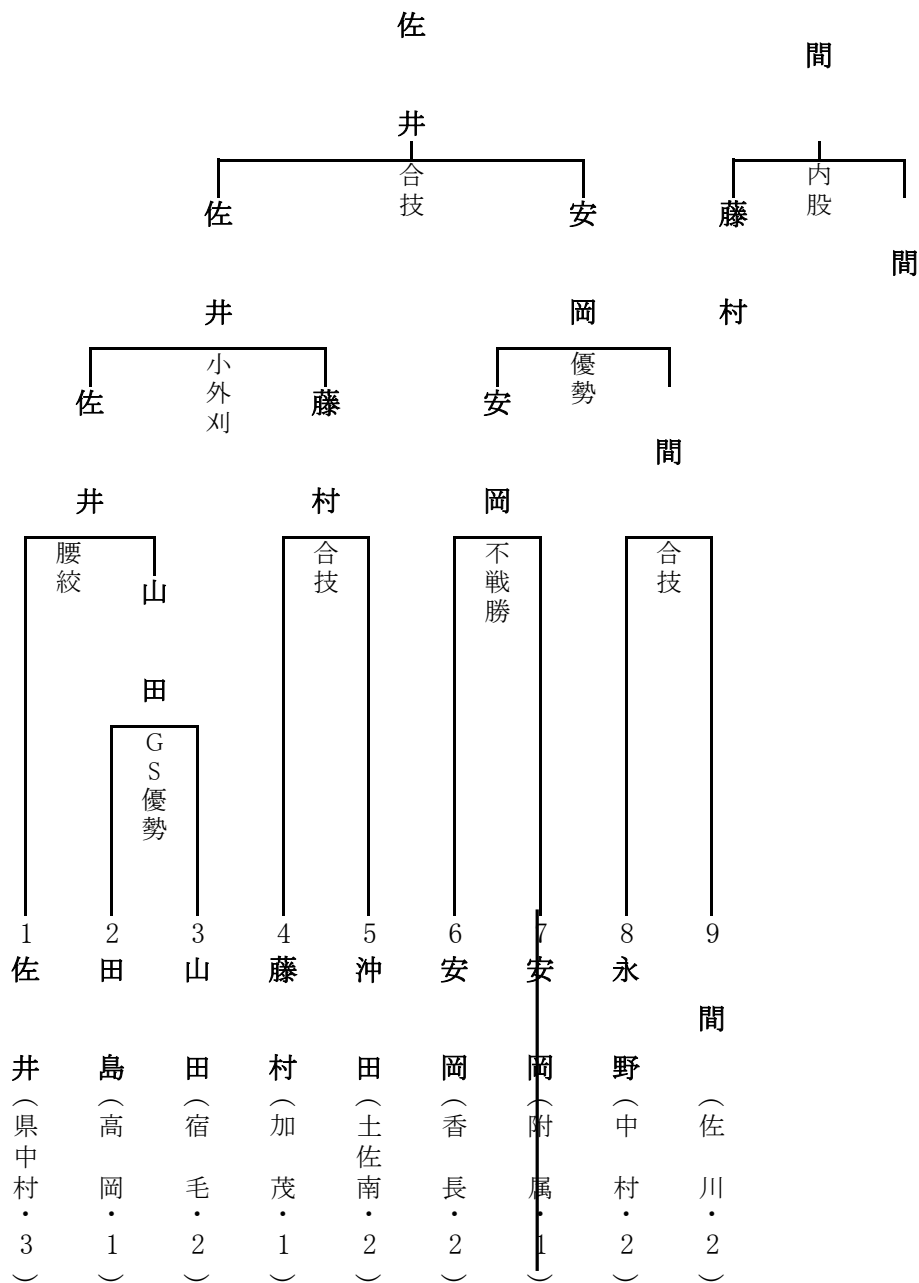 佐井
間
合技
内股
佐井
安岡
藤村
間
小外刈
優勢
佐井
藤村
安岡
間
腰絞
合技
不戦勝
合技
山田
GS優勢
1 佐井（県中村・3）
2 田島（高岡・1）
3 山田（宿毛・2）
4 藤村（加茂・1）
5 沖田（土佐南・2）
6 安岡（香長・2）
7 安岡（附属・1）
8 永野（中村・2）
9 間（佐川・2）